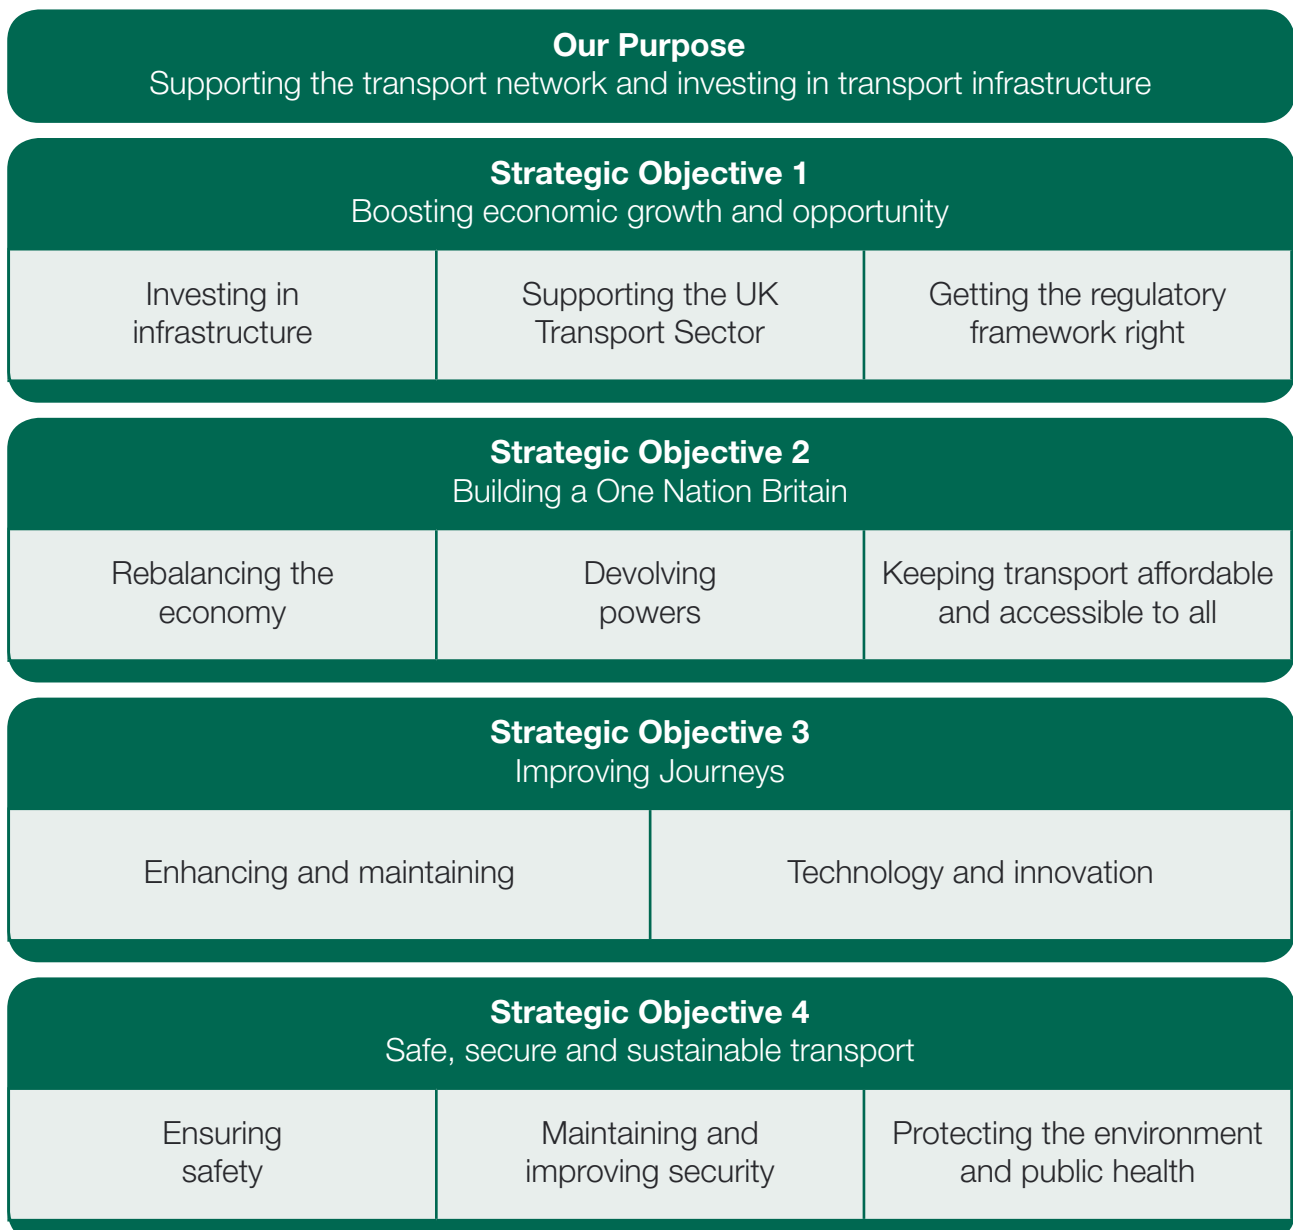 Our Purpose
Supporting the transport network and investing in transport infrastructure
Strategic Objective 1
Boosting economic growth and opportunity
Investing in
infrastructure
Supporting the UK
Transport Sector
Getting the regulatory
framework right
Strategic Objective 2
Building a One Nation Britain
Rebalancing the
economy
Devolving
powers
Keeping transport affordable
and accessible to all
Strategic Objective 3
Improving Journeys
Enhancing and maintaining
Technology and innovation
Strategic Objective 4
Safe, secure and sustainable transport
Ensuring
safety
Maintaining and
improving security
Protecting the environment
and public health